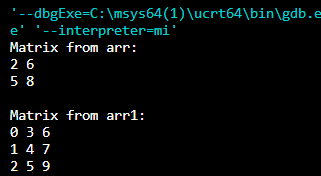 '--dbgExe=C:\msys64(1)\ucrt64\bin\gdb.e
e' '--interpreter=mi'
Matrix from arr:
2 6
5 8
Matrix from arr1:
0 3 6
1 4 7
2 5 9